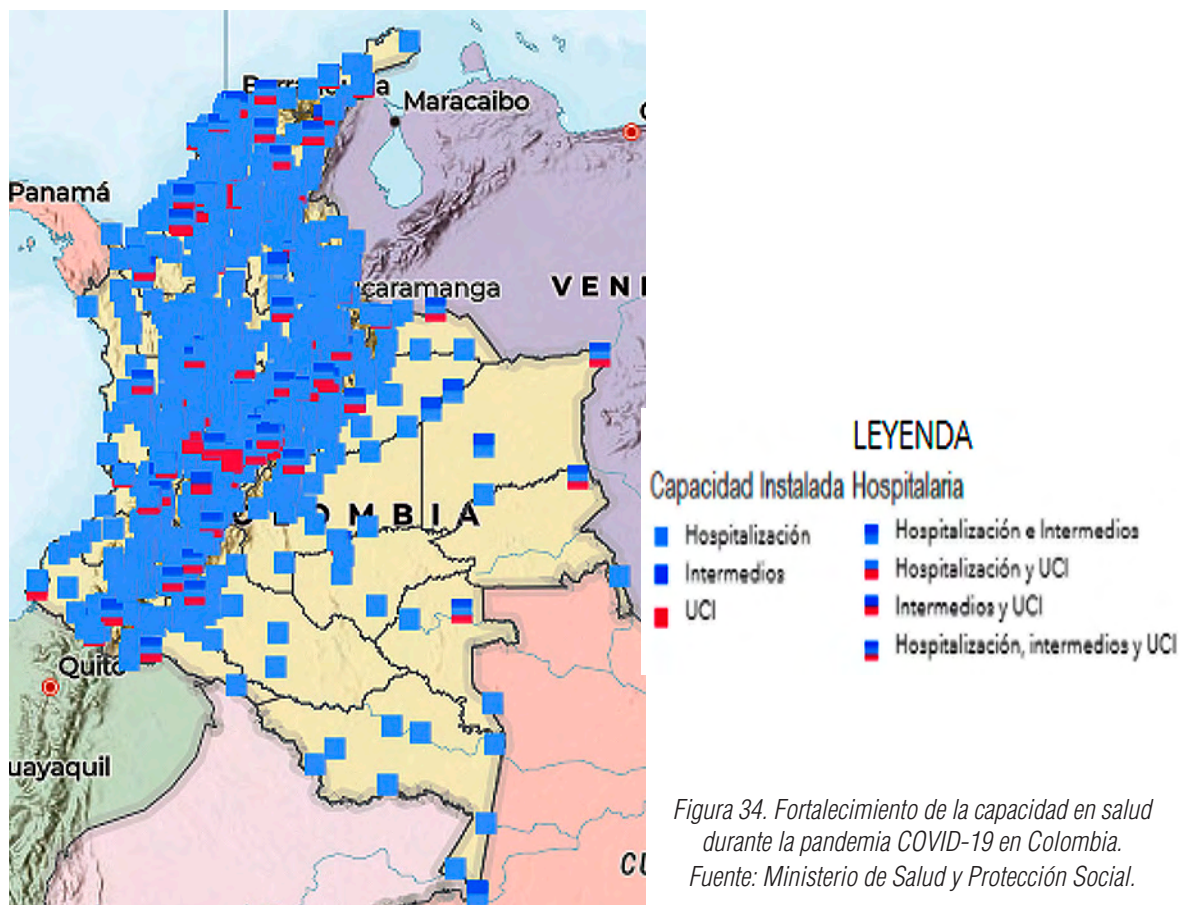 Maracaibo
Panamá
caramanga
VEN
COLOMBIA
Quito
uayaquil
LEYENDA
Capacidad Instalada Hospitalaria
Hospitalización
Intermedios
UCI
Hospitalización e Intermedios
Hospitalización y UCI
Intermedios y UCI
Hospitalización, intermedios y UCI
Figura 34. Fortalecimiento de la capacidad en salud
durante la pandemia COVID-19 en Colombia.
Fuente: Ministerio de Salud y Protección Social.